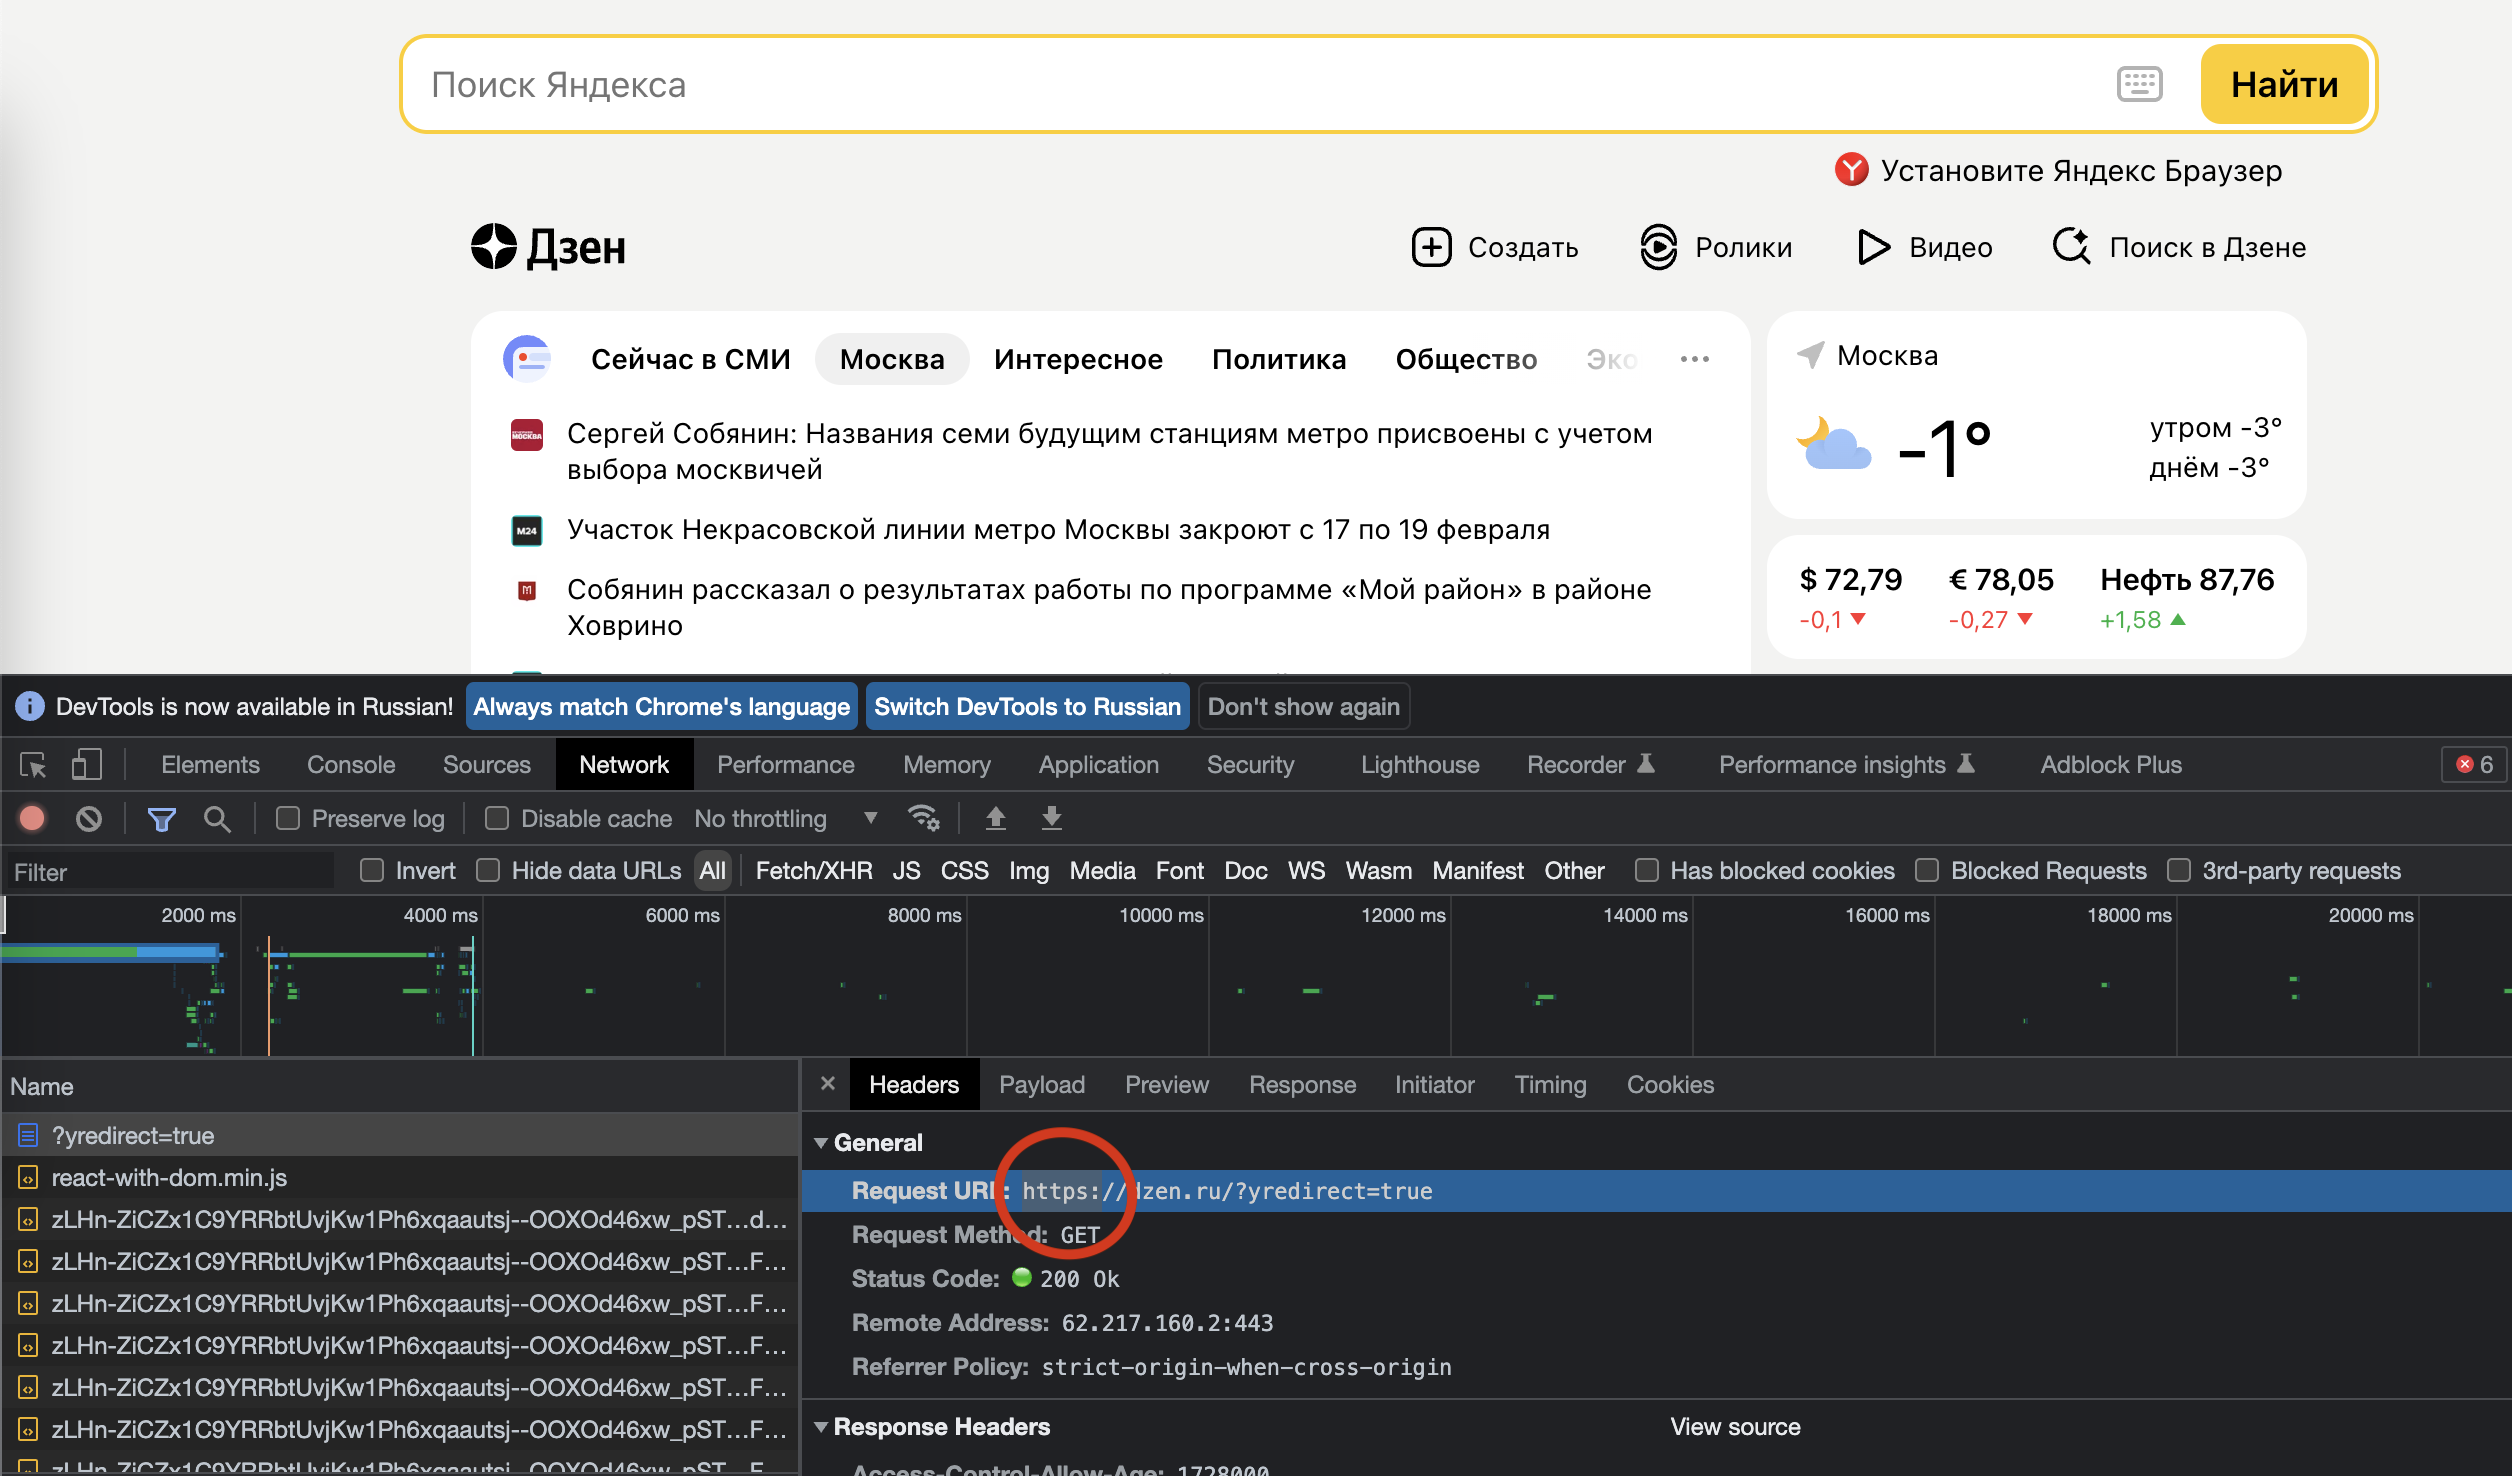 Поиск Яндекса
Найти
Установите Яндекс Браузер
Дзен
Создать Ролики Видео Поиск в Дзене
Сейчас в СМИ Москва Интересное Политика Общество Эко ...
Сергей Собянин: Названия семи будущим станциям метро присвоены с учетом
выбора москвичей
M24 Участок Некрасовской линии метро Москвы закроют с 17 по 19 февраля
Собянин рассказал о результатах работы по программе «Мой район» в районе
Ховрино
Москва
-1°
утром -3°
днём -3°
$ 72,79 € 78,05 Нефть 87,76
-0,1 -0,27 +1,58
DevTools is now available in Russian! Always match Chrome's language Switch DevTools to Russian Don't show again
Elements Console Sources Network Performance Memory Application Security Lighthouse Recorder Performance insights Adblock Plus 6
Preserve log Disable cache No throttling
Filter Invert Hide data URLs All Fetch/XHR JS CSS Img Media Font Doc WS Wasm Manifest Other Has blocked cookies Blocked Requests 3rd-party requests
2000 ms 4000 ms 6000 ms 8000 ms 10000 ms 12000 ms 14000 ms 16000 ms 18000 ms 20000 ms
Name
?yredirect=true
react-with-dom.min.js
zLHn-ZiCZx1C9YRRbtUvjKw1Ph6xqaautsj--OOXOd46xw_pST...d...
zLHn-ZiCZx1C9YRRbtUvjKw1Ph6xqaautsj--OOXOd46xw_pST...F...
zLHn-ZiCZx1C9YRRbtUvjKw1Ph6xqaautsj--OOXOd46xw_pST...F...
zLHn-ZiCZx1C9YRRbtUvjKw1Ph6xqaautsj--OOXOd46xw_pST...F...
zLHn-ZiCZx1C9YRRbtUvjKw1Ph6xqaautsj--OOXOd46xw_pST...F...
zLHn-ZiCZx1C9YRRbtUvjKw1Ph6xqaautsj--OOXOd46xw_pST...F...
Headers Payload Preview Response Initiator Timing Cookies
General
Request URL: https://dzen.ru/?yredirect=true
Request Method: GET
Status Code: 200 Ok
Remote Address: 62.217.160.2:443
Referrer Policy: strict-origin-when-cross-origin
Response Headers View source
Access-Control-Allow-Age: 1728000